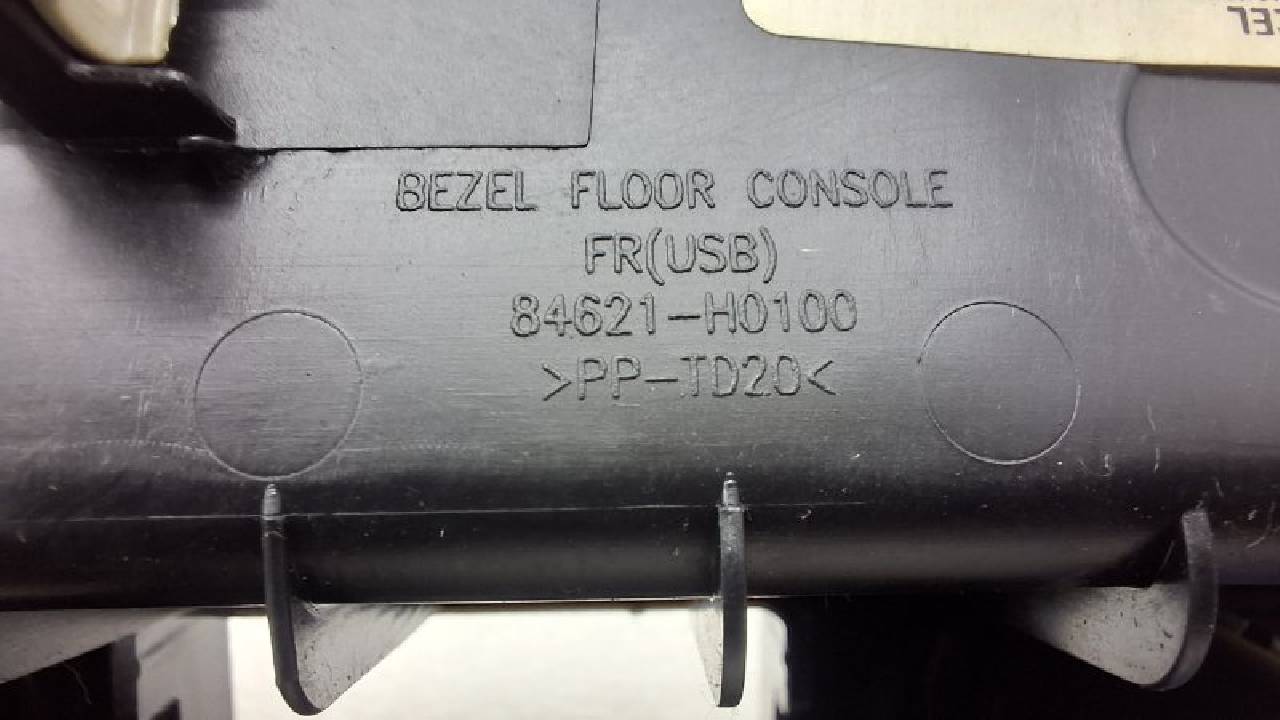 BEZEL FLOOR CONSOLE
FR(USB)
84621-H0100
>PP-TD20<